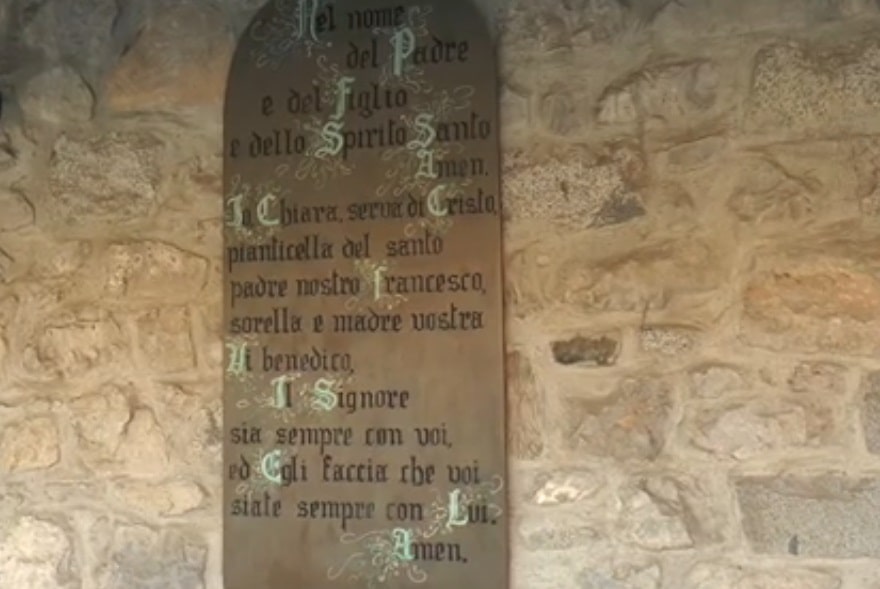 Nel nome
del Padre
e del Figlio
e dello Spirito Santo
Amen.
Io Chiara, serva di Cristo,
pianticella del santo
padre nostro Francesco,
sorella e madre vostra
Vi benedico,
Il Signore
sia sempre con voi,
ed Egli faccia che voi
siate sempre con Lui.
Amen.